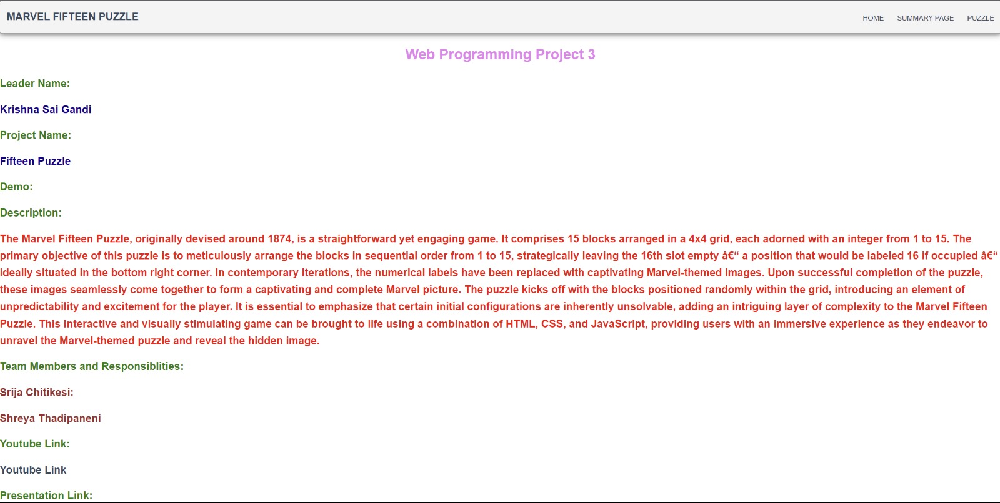 MARVEL FIFTEEN PUZZLE
HOME SUMMARY PAGE PUZZLE
Web Programming Project 3
Leader Name:
Krishna Sai Gandi
Project Name:
Fifteen Puzzle
Demo:
Description:
The Marvel Fifteen Puzzle, originally devised around 1874, is a straightforward yet engaging game. It comprises 15 blocks arranged in a 4x4 grid, each adorned with an integer from 1 to 15. The
primary objective of this puzzle is to meticulously arrange the blocks in sequential order from 1 to 15, strategically leaving the 16th slot empty â€“ a position that would be labeled 16 if occupied â€“
ideally situated in the bottom right corner. In contemporary iterations, the numerical labels have been replaced with captivating Marvel-themed images. Upon successful completion of the puzzle,
these images seamlessly come together to form a captivating and complete Marvel picture. The puzzle kicks off with the blocks positioned randomly within the grid, introducing an element of
unpredictability and excitement for the player. It is essential to emphasize that certain initial configurations are inherently unsolvable, adding an intriguing layer of complexity to the Marvel Fifteen
Puzzle. This interactive and visually stimulating game can be brought to life using a combination of HTML, CSS, and JavaScript, providing users with an immersive experience as they endeavor to
unravel the Marvel-themed puzzle and reveal the hidden image.
Team Members and Responsiblities:
Srija Chitikesi:
Shreya Thadipaneni
Youtube Link:
Youtube Link
Presentation Link: